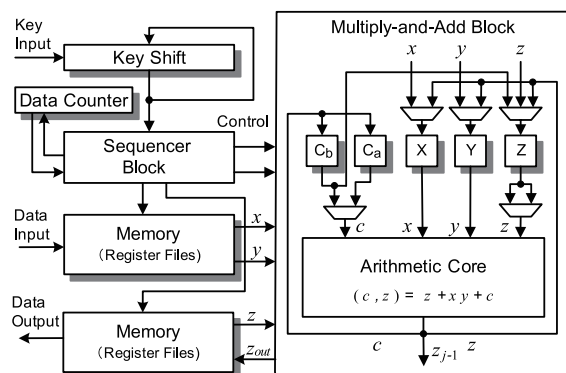 Key
Input
Key Shift
Data Counter
Control
Sequencer
Block
Data
Input
Memory
(Register Files)
x
y
Data
Output
Memory
(Register Files)
z
zout
Multiply-and-Add Block
x y z
Cb Ca X Y Z
c x y z
Arithmetic Core
(c, z) = z + x y + c
c zj−1 z